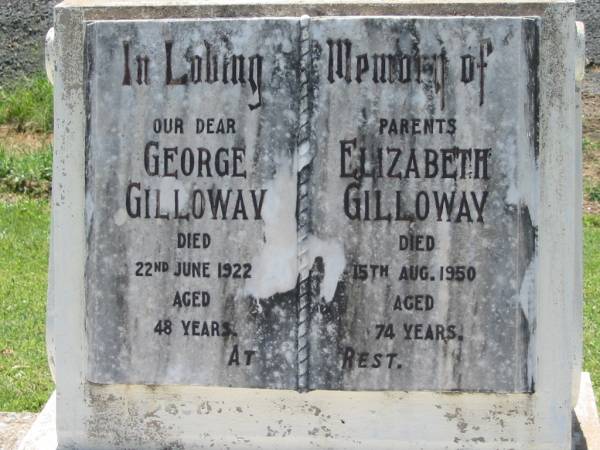 In Loving Memory of
OUR DEAR PARENTS
GEORGE ELIZABETH
GILLOWAY GILLOWAY
DIED DIED
22ND JUNE 1922 15TH AUG. 1950
AGED AGED
48 YEARS. 74 YEARS.
AT REST.